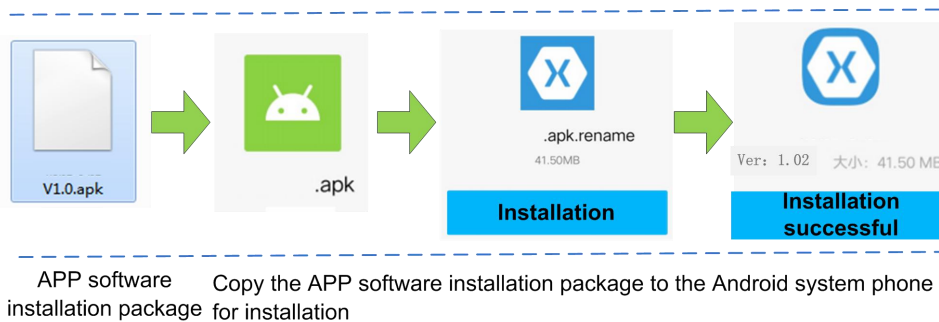 V1.0.apk
.apk
.apk.rename
41.50MB
Installation
Ver: 1.02 大小: 41.50 MB
Installation
successful
APP software
installation package
Copy the APP software installation package to the Android system phone
for installation